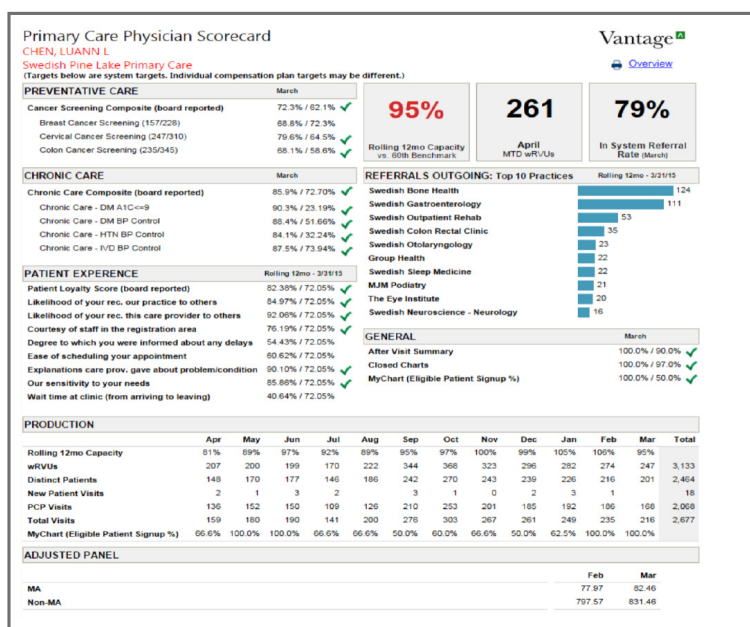 Primary Care Physician Scorecard
CHEN, LUANN L
Swedish Pine Lake Primary Care
(Targets below are system targets. Individual compensation plan targets may be different.)
Vantage
Overview
PREVENTATIVE CARE March
Cancer Screening Composite (board reported) 72.3% / 62.1%
Breast Cancer Screening (157/228) 68.8% / 72.3%
Cervical Cancer Screening (247/310) 79.6% / 64.5%
Colon Cancer Screening (235/345) 68.1% / 58.6%
95%
Rolling 12mo Capacity
vs. 60th Benchmark
261
April
MTD wRVUs
79%
In System Referral
Rate (March)
CHRONIC CARE March
Chronic Care Composite (board reported) 85.9% / 72.70%
Chronic Care - DM A1C<=9 90.3% / 23.19%
Chronic Care - DM BP Control 88.4% / 51.66%
Chronic Care - HTN BP Control 84.1% / 32.24%
Chronic Care - IVD BP Control 87.5% / 73.94%
PATIENT EXPERIENCE Rolling 12mo - 3/31/15
Patient Loyalty Score (board reported) 82.38% / 72.05%
Likelihood of your rec. our practice to others 84.97% / 72.05%
Likelihood of your rec. this care provider to others 92.06% / 72.05%
Courtesy of staff in the registration area 76.19% / 72.05%
Degree to which you were informed about any delays 54.43% / 72.05%
Ease of scheduling your appointment 60.62% / 72.05%
Explanations care prov. gave about problem/condition 90.10% / 72.05%
Our sensitivity to your needs 85.86% / 72.05%
Wait time at clinic (from arriving to leaving) 40.64% / 72.05%
REFERRALS OUTGOING: Top 10 Practices Rolling 12mo - 3/31/15
Swedish Bone Health 124
Swedish Gastroenterology 111
Swedish Outpatient Rehab 53
Swedish Colon Rectal Clinic 35
Swedish Otolaryngology 23
Group Health 22
Swedish Sleep Medicine 22
MJM Podiatry 21
The Eye Institute 20
Swedish Neuroscience - Neurology 16
GENERAL March
After Visit Summary 100.0% / 90.0%
Closed Charts 100.0% / 97.0%
MyChart (Eligible Patient Signup %) 100.0% / 50.0%
PRODUCTION
Apr May Jun Jul Aug Sep Oct Nov Dec Jan Feb Mar Total
Rolling 12mo Capacity 81% 89% 97% 92% 89% 95% 97% 100% 99% 105% 106% 95%
wRVUs 207 200 199 170 222 344 368 323 296 282 274 247 3,133
Distinct Patients 148 170 177 146 186 242 270 243 239 226 216 201 2,464
New Patient Visits 2 1 3 2 3 1 0 2 3 1 18
PCP Visits 136 152 150 109 126 210 253 201 185 192 186 168 2,068
Total Visits 159 180 190 141 200 276 303 267 261 249 235 216 2,677
MyChart (Eligible Patient Signup %) 66.6% 100.0% 100.0% 66.6% 66.6% 50.0% 60.0% 66.6% 50.0% 62.5% 100.0% 100.0%
ADJUSTED PANEL
Feb Mar
MA 77.97 82.46
Non-MA 797.57 831.46